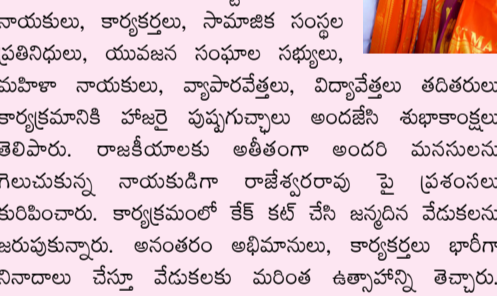 నాయకులు, కార్యకర్తలు, సామాజిక సంస్థల
ప్రతినిధులు, యువజన సంఘాల సభ్యులు,
మహిళా నాయకులు, వ్యాపారవేత్తలు, విద్యావేత్తలు తదితరులు
కార్యక్రమానికి హాజరై పుష్పగుచ్ఛాలు అందజేసి శుభాకాంక్షలు
తెలిపారు. రాజకీయాలకు అతీతంగా అందరి మనసులను
గెలుచుకున్న నాయకుడిగా రాజేశ్వరరావు పై ప్రశంసలు
కురిపించారు. కార్యక్రమంలో కేక్ కట్ చేసి జన్మదిన వేడుకలను
జరుపుకున్నారు. అనంతరం అభిమానులు, కార్యకర్తలు భారీగా
నినాదాలు చేస్తూ వేడుకలకు మరింత ఉత్సాహాన్ని తెచ్చారు.